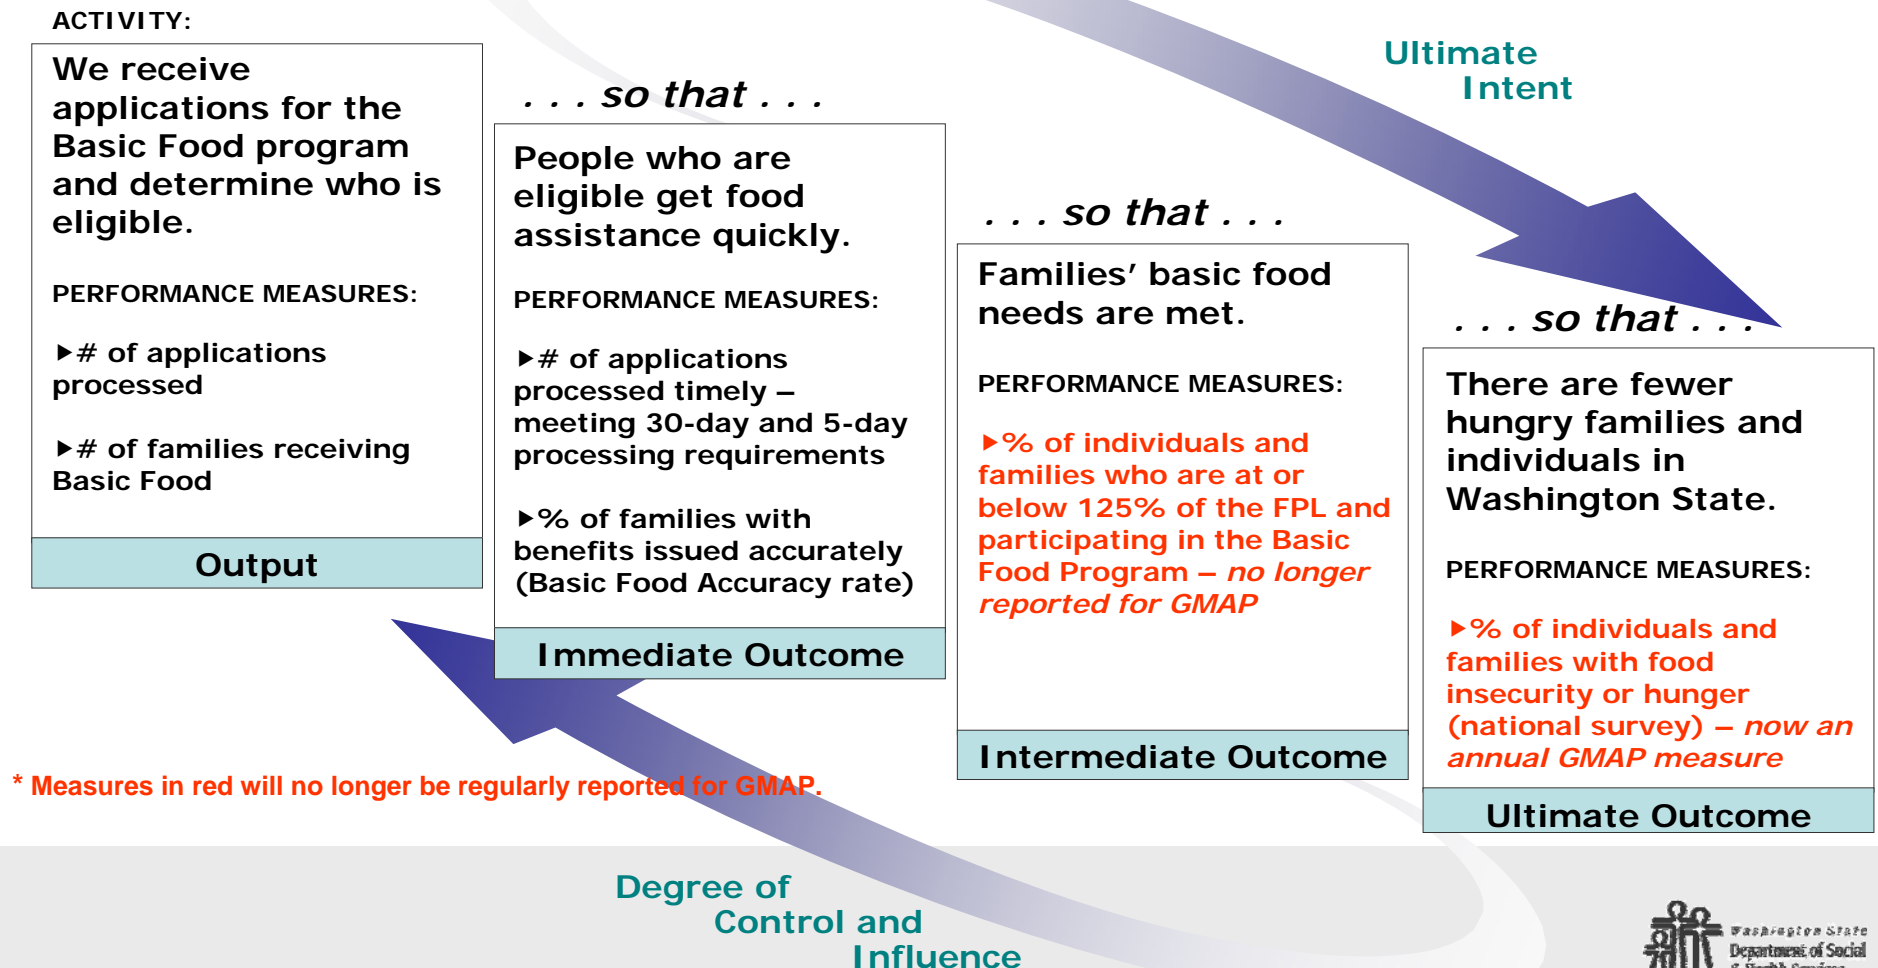 ACTIVITY:
We receive
applications for the
Basic Food program
and determine who is
eligible.
PERFORMANCE MEASURES:
▶# of applications
processed
▶# of families receiving
Basic Food
Output
. . . so that . . .
People who are
eligible get food
assistance quickly.
PERFORMANCE MEASURES:
▶# of applications
processed timely –
meeting 30-day and 5-day
processing requirements
▶% of families with
benefits issued accurately
(Basic Food Accuracy rate)
Immediate Outcome
. . . so that . . .
Families’ basic food
needs are met.
PERFORMANCE MEASURES:
▶% of individuals and
families who are at or
below 125% of the FPL and
participating in the Basic
Food Program – no longer
reported for GMAP
Intermediate Outcome
Ultimate
Intent
. . . so that . . .
There are fewer
hungry families and
individuals in
Washington State.
PERFORMANCE MEASURES:
▶% of individuals and
families with food
insecurity or hunger
(national survey) – now an
annual GMAP measure
Ultimate Outcome
* Measures in red will no longer be regularly reported for GMAP.
Degree of
Control and
Influence
Washington State
Department of Social
& Health Services